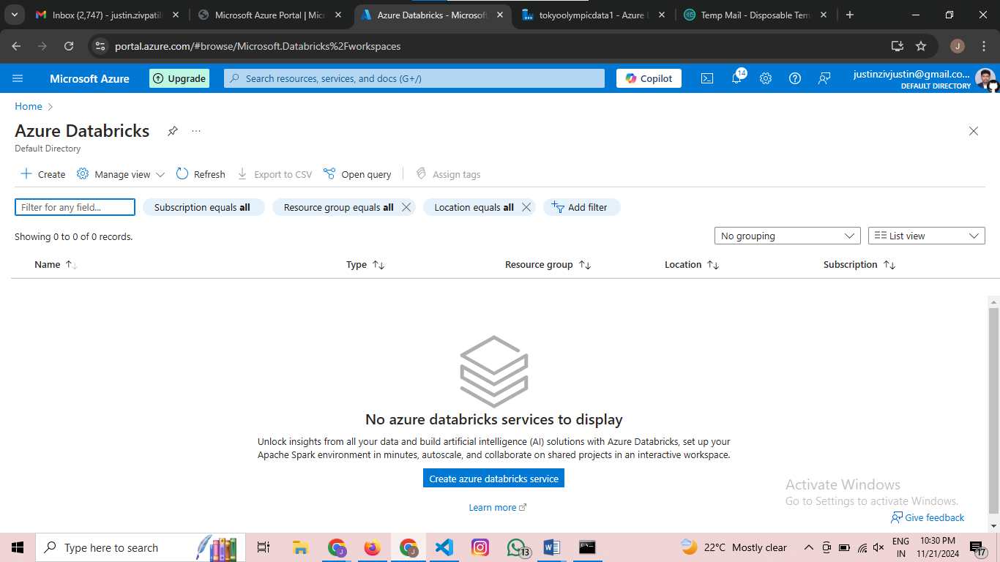 Inbox (2,747) - justin.zivpatil
Microsoft Azure Portal | Micr
Azure Databricks - Microsoft
tokyoolympicdata1 - Azure D
Temp Mail - Disposable Tem
portal.azure.com/#browse/Microsoft.Databricks%2Fworkspaces
J
Microsoft Azure
Upgrade
Search resources, services, and docs (G+/)
Copilot
14
justinzivjustin@gmail.co...
DEFAULT DIRECTORY
Home
Azure Databricks
Default Directory
Create
Manage view
Refresh
Export to CSV
Open query
Assign tags
Filter for any field...
Subscription equals all
Resource group equals all
Location equals all
Add filter
Showing 0 to 0 of 0 records.
No grouping
List view
Name
Type
Resource group
Location
Subscription
No azure databricks services to display
Unlock insights from all your data and build artificial intelligence (AI) solutions with Azure Databricks, set up your
Apache Spark environment in minutes, autoscale, and collaborate on shared projects in an interactive workspace.
Create azure databricks service
Learn more
Activate Windows
Go to Settings to activate Windows.
Give feedback
Type here to search
J
J
13
22°C Mostly clear
ENG
IN
10:30 PM
11/21/2024
17